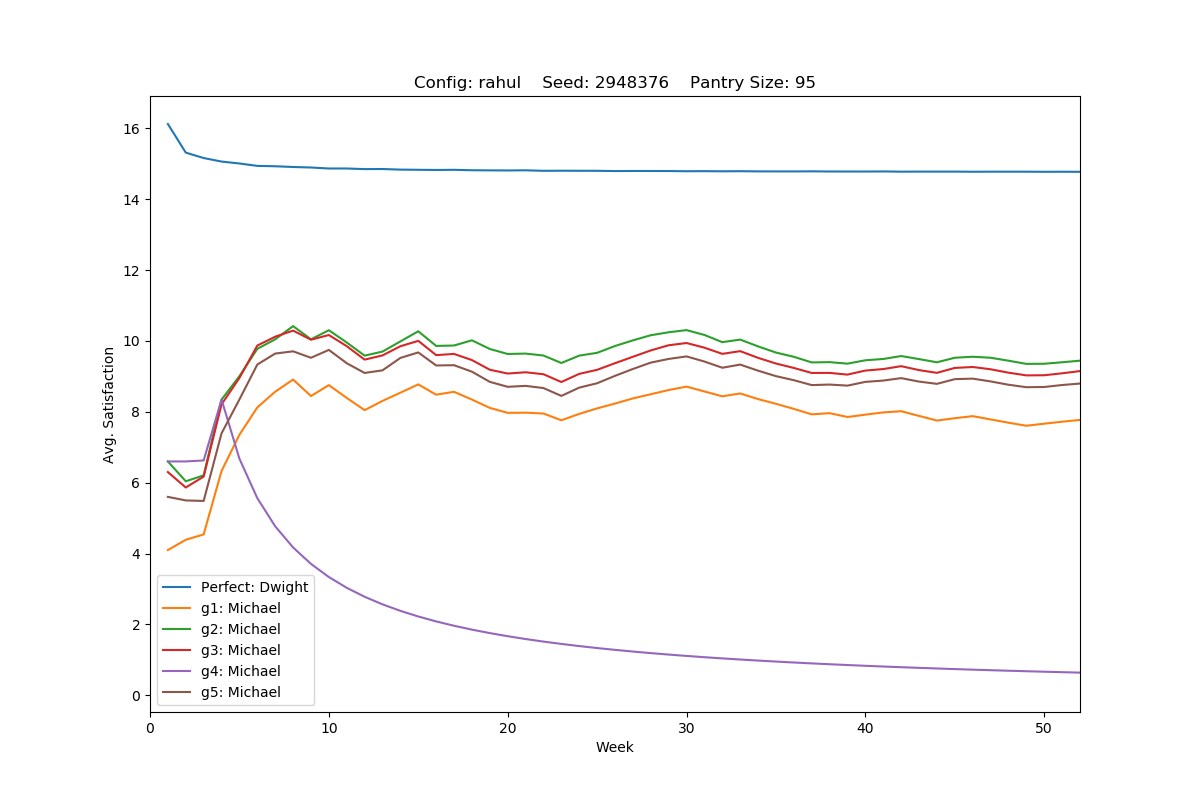 Config: rahul    Seed: 2948376    Pantry Size: 95
16
14
12
10
8
6
4
2
0
Avg. Satisfaction
Perfect: Dwight
g1: Michael
g2: Michael
g3: Michael
g4: Michael
g5: Michael
0 10 20 30 40 50
Week